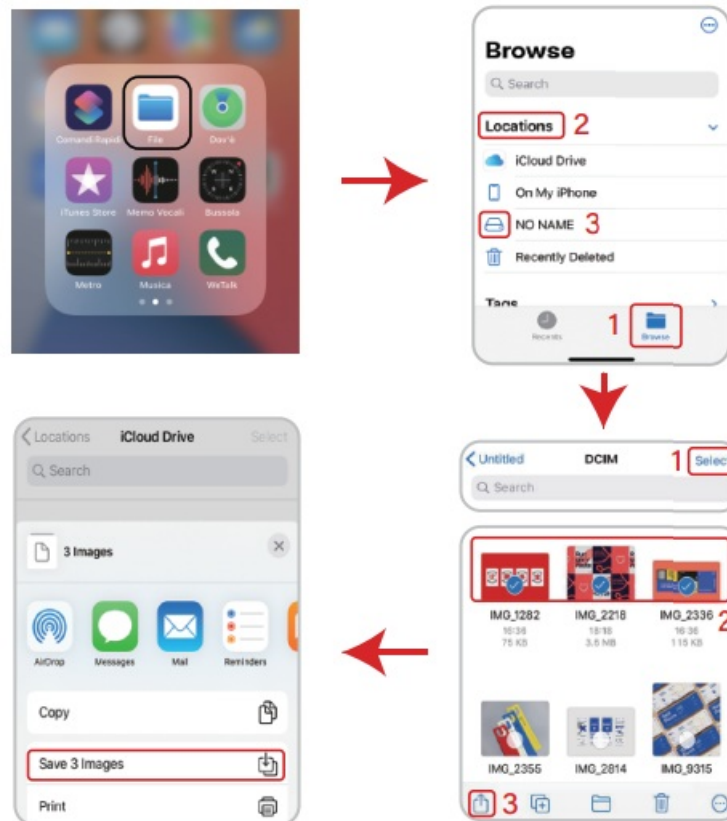 Comandi Rapidi
File
Dov'è
iTunes Store
Memo Vocali
Bussola
Metro
Musica
WeTalk
Browse
Search
Locations 2
iCloud Drive
On My iPhone
NO NAME 3
Recently Deleted
Tags
Recents
1
Browse
Untitled
DCIM
1 Selec
Search
IMG_1282
IMG_2218
IMG_2336
2
16:36
18:18
16:36
75 KB
3.6 MB
115 KB
IMG_2355
IMG_2814
IMG_9315
3
Locations
iCloud Drive
Select
Search
3 Images
AirDrop
Messages
Mail
Reminders
Copy
Save 3 Images
Print